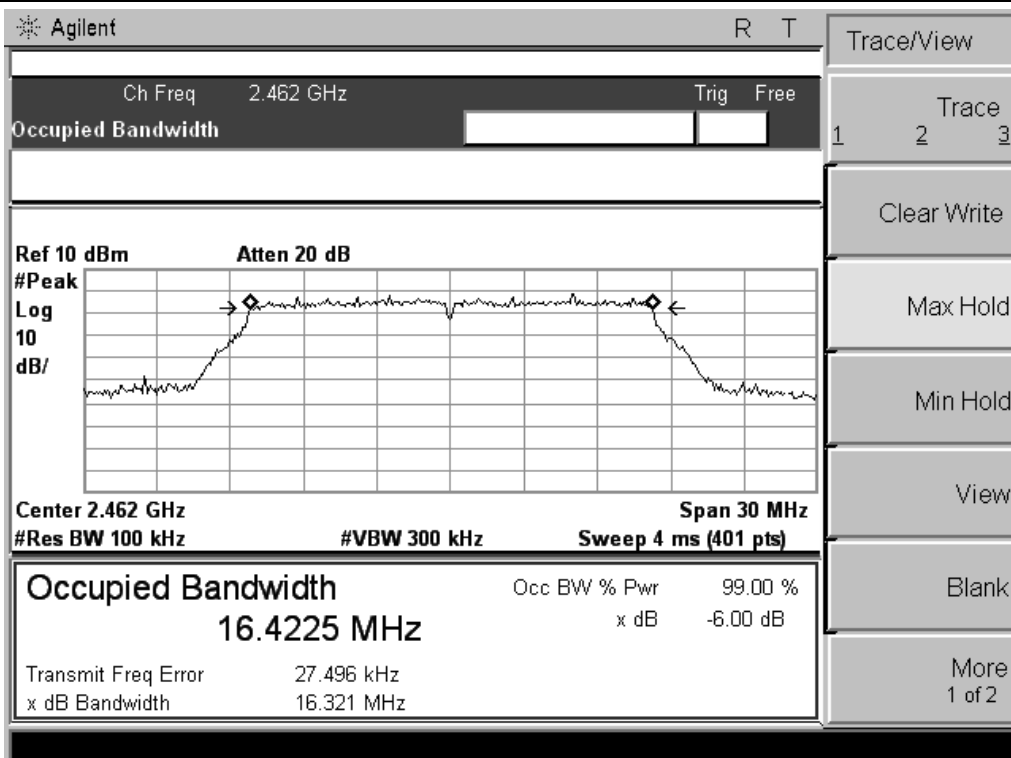 Agilent R T
Ch Freq 2.462 GHz Trig Free
Occupied Bandwidth
Ref 10 dBm Atten 20 dB
#Peak
Log
10
dB/
Center 2.462 GHz Span 30 MHz
#Res BW 100 kHz #VBW 300 kHz Sweep 4 ms (401 pts)
Occupied Bandwidth
16.4225 MHz
Occ BW % Pwr 99.00 %
x dB -6.00 dB
Transmit Freq Error 27.496 kHz
x dB Bandwidth 16.321 MHz
Trace/View
Trace
1 2 3
Clear Write
Max Hold
Min Hold
View
Blank
More
1 of 2